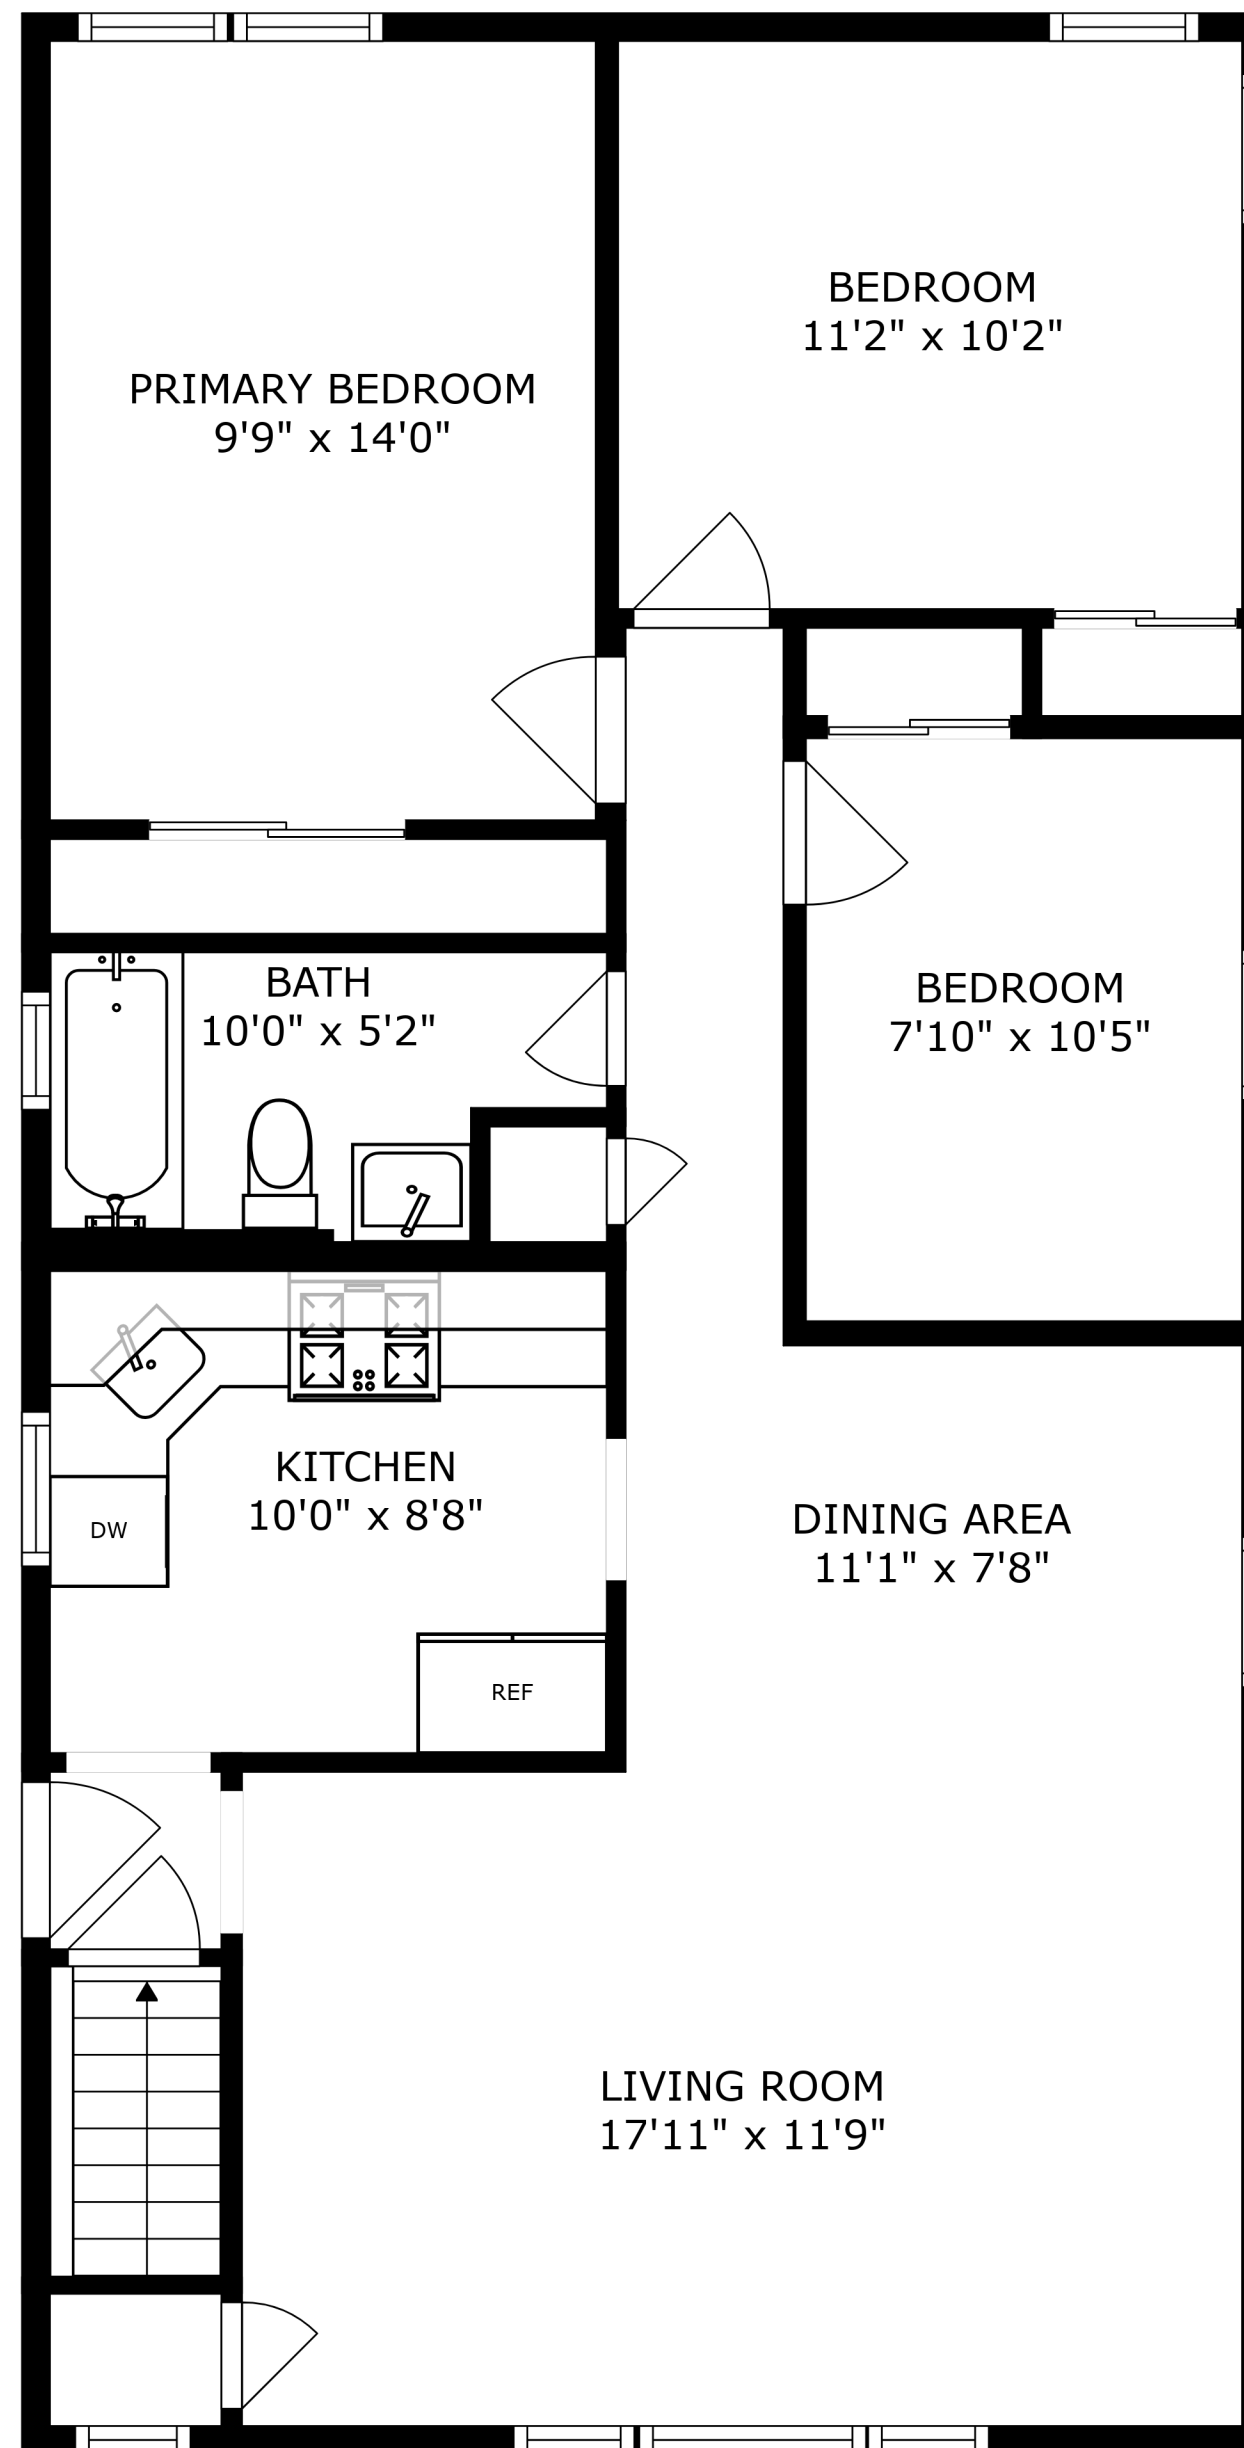 BEDROOM
11'2" x 10'2"
PRIMARY BEDROOM
9'9" x 14'0"
BATH
10'0" x 5'2"
BEDROOM
7'10" x 10'5"
KITCHEN
10'0" x 8'8"
DW
DINING AREA
11'1" x 7'8"
REF
LIVING ROOM
17'11" x 11'9"